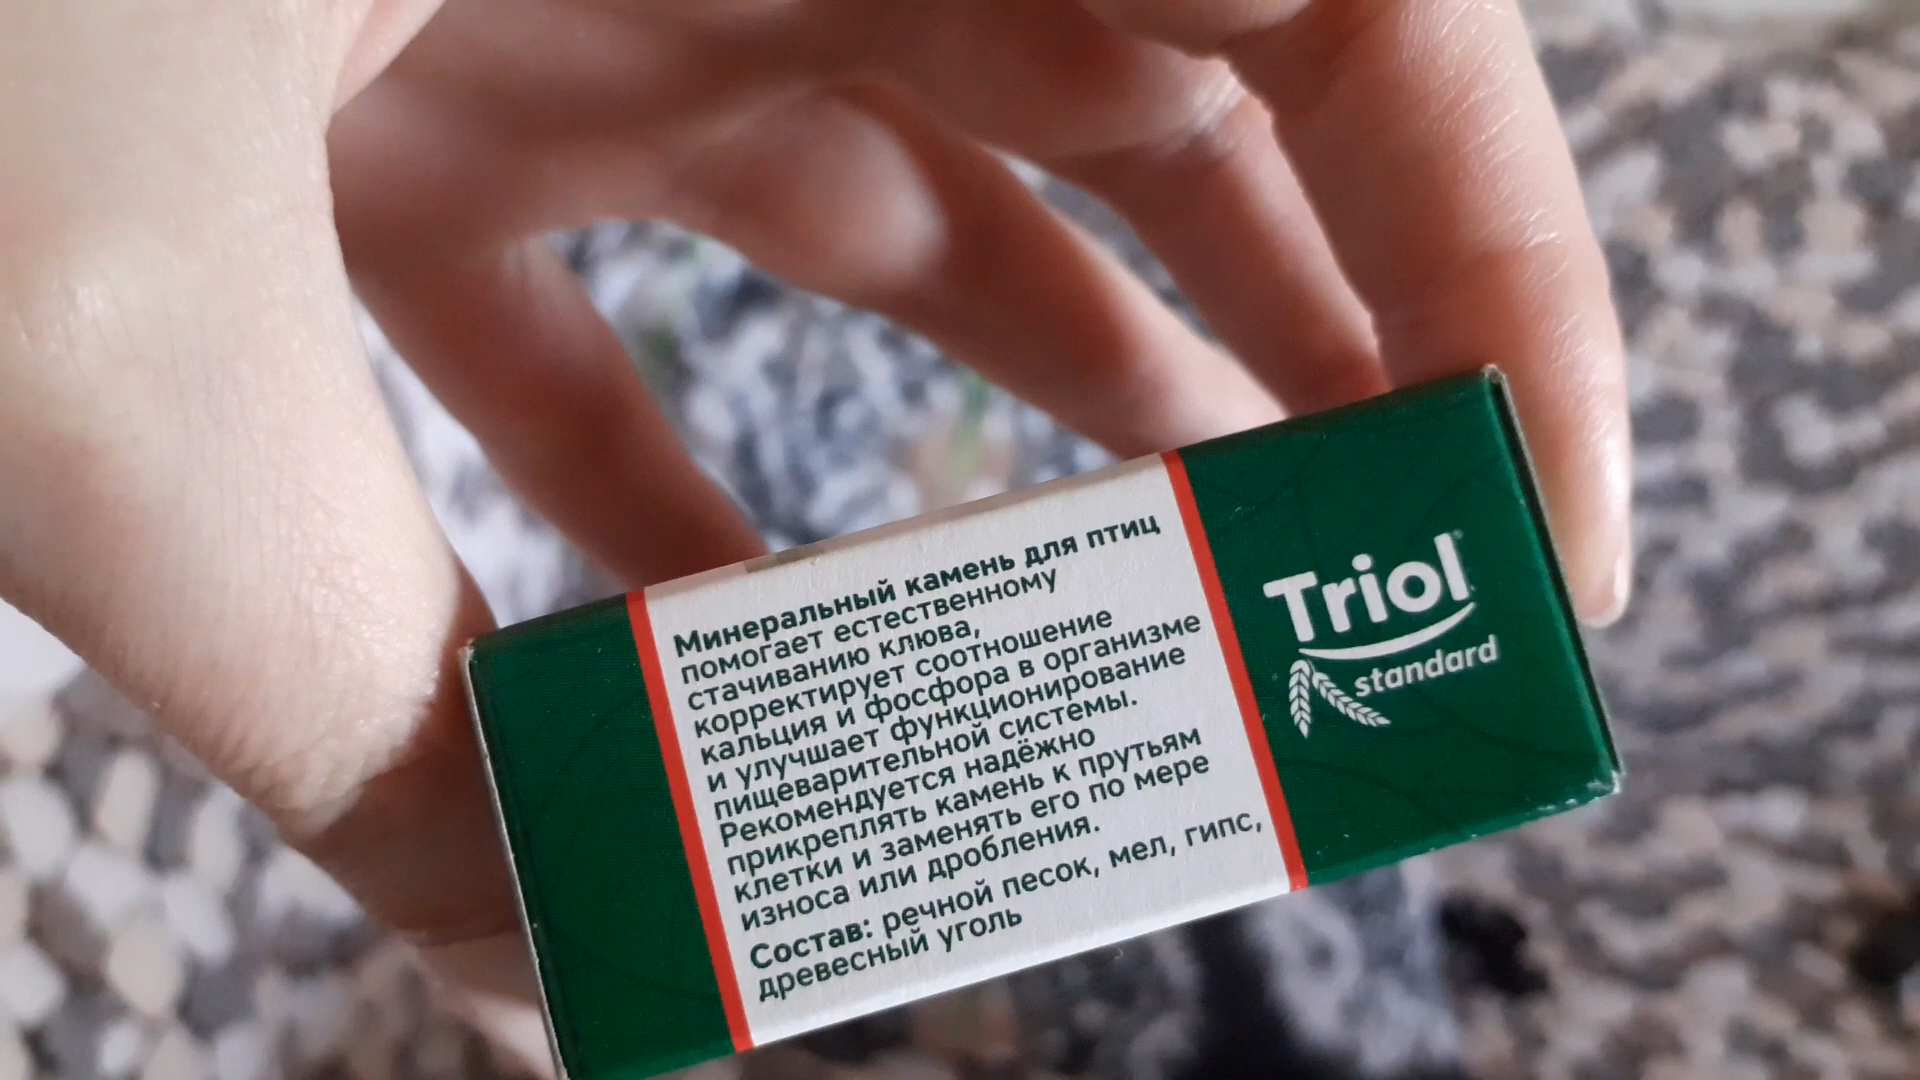 Минеральный камень для птиц
помогает естественному
стачиванию клюва,
корректирует соотношение
кальция и фосфора в организме
и улучшает функционирование
пищеварительной системы.
Рекомендуется надёжно
прикреплять камень к прутьям
клетки и заменять его по мере
износа или дробления.
Состав: речной песок, мел, гипс,
древесный уголь
Triol
standard